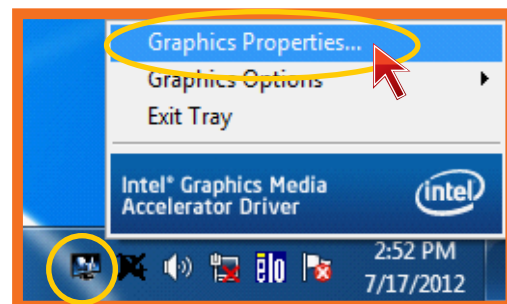 Graphics Properties...
Graphics Options
Exit Tray
Intel® Graphics Media
Accelerator Driver
intel
elo
2:52 PM
7/17/2012